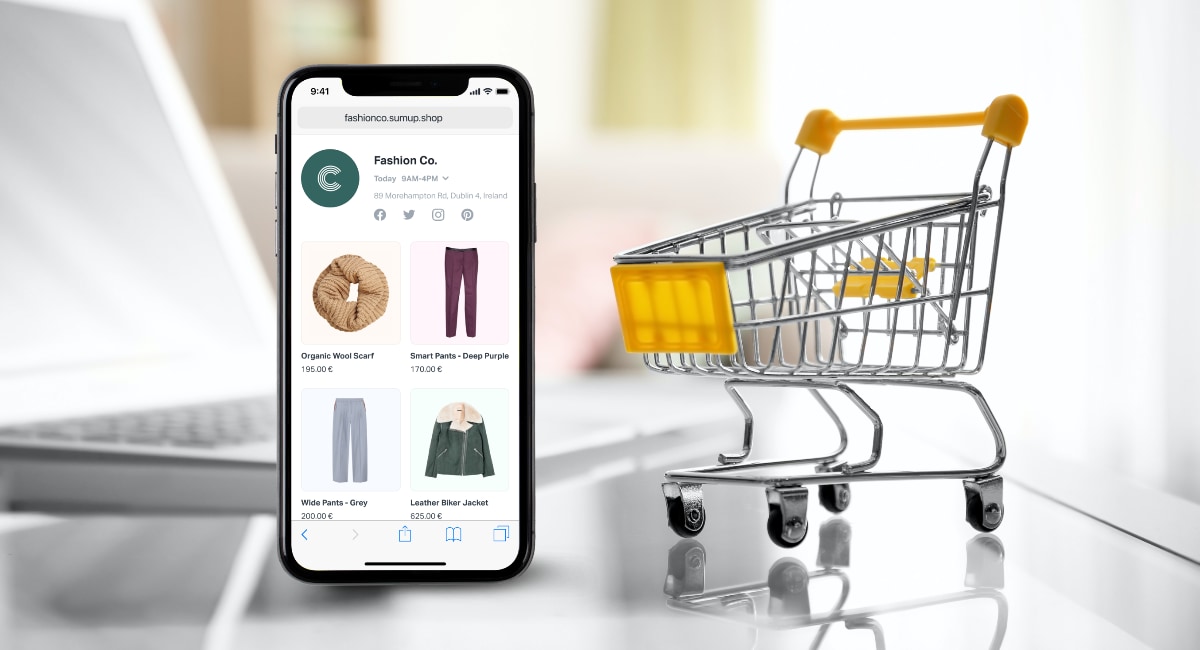 9:41
fashionco.sumup.shop
Fashion Co.
Today 9AM-4PM
89 Morehampton Rd, Dublin 4, Ireland
Organic Wool Scarf
195.00 €
Smart Pants - Deep Purple
170.00 €
Wide Pants - Grey
200.00 €
Leather Biker Jacket
625.00 €